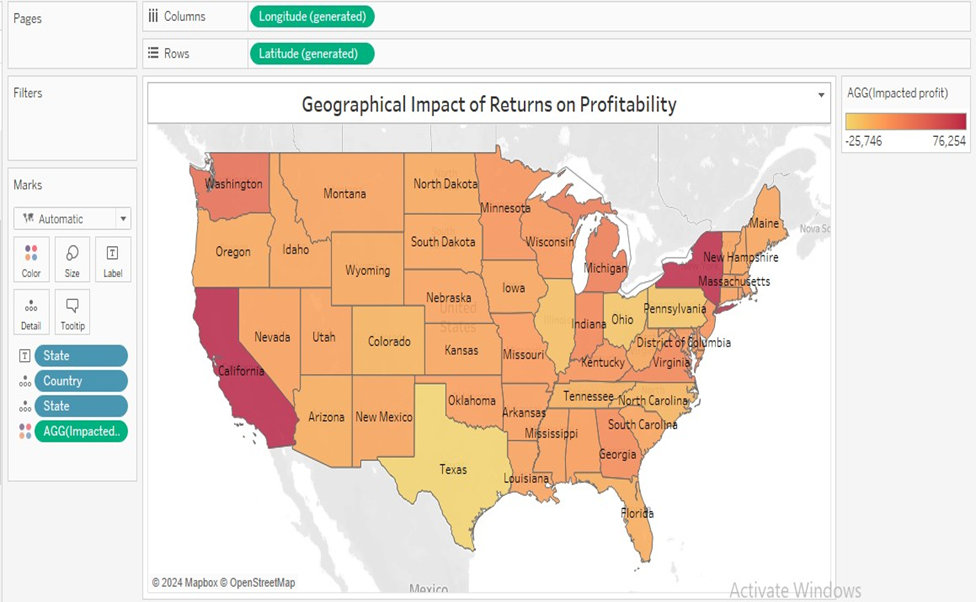 Pages
Columns
Longitude (generated)
Rows
Latitude (generated)
Filters
Marks
Automatic
Color
Size
Label
Detail
Tooltip
State
Country
State
AGG(Impacted..
Geographical Impact of Returns on Profitability
AGG(Impacted profit)
-25,746
76,254
Washington
Montana
North Dakota
Minnesota
Maine
Nova Sc
Oregon
Idaho
South Dakota
Wisconsin
New Hampshire
Wyoming
Michigan
Massachusetts
Iowa
Nebraska
United
States
Pennsylvania
Nevada
Utah
Colorado
Kansas
Missouri
Indiana
Ohio
District of Columbia
California
Kentucky
Virginia
Arizona
New Mexico
Oklahoma
Arkansas
Tennessee
North Carolina
Mississippi
South Carolina
Georgia
Texas
Louisiana
Florida
© 2024 Mapbox © OpenStreetMap
Mexico
Activate Windows